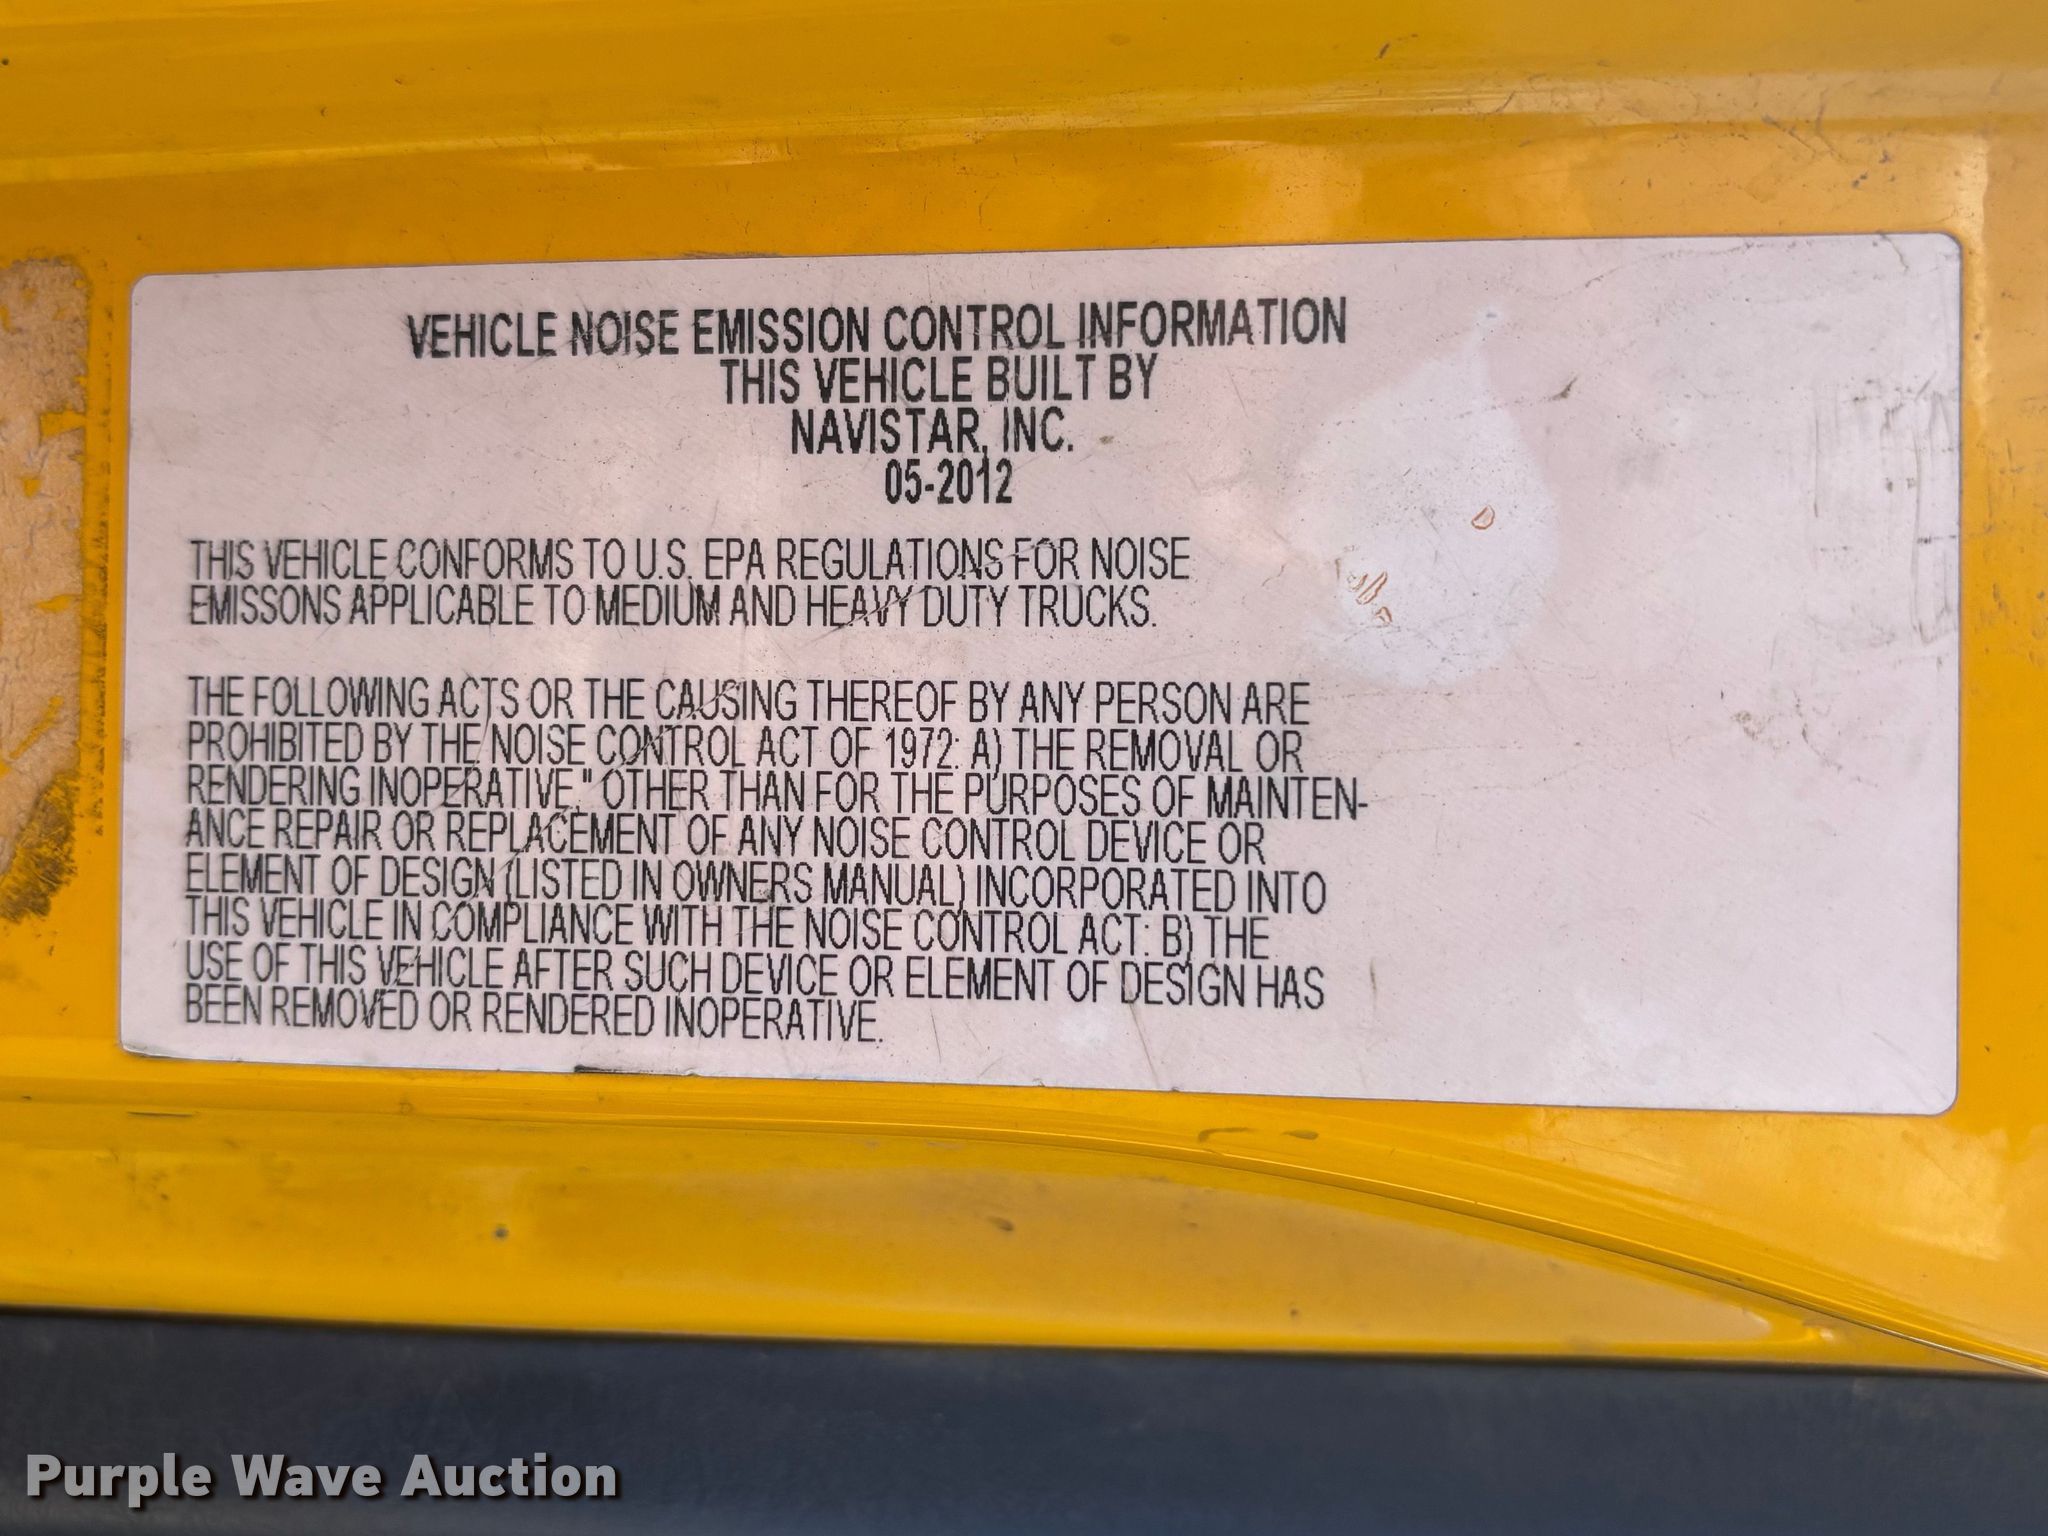 VEHICLE NOISE EMISSION CONTROL INFORMATION
THIS VEHICLE BUILT BY
NAVISTAR, INC.
05-2012
THIS VEHICLE CONFORMS TO U.S. EPA REGULATIONS FOR NOISE
EMISSONS APPLICABLE TO MEDIUM AND HEAVY DUTY TRUCKS.
THE FOLLOWING ACTS OR THE CAUSING THEREOF BY ANY PERSON ARE
PROHIBITED BY THE NOISE CONTROL ACT OF 1972: A) THE REMOVAL OR
RENDERING INOPERATIVE," OTHER THAN FOR THE PURPOSES OF MAINTEN-
ANCE REPAIR OR REPLACEMENT OF ANY NOISE CONTROL DEVICE OR
ELEMENT OF DESIGN (LISTED IN OWNERS MANUAL) INCORPORATED INTO
THIS VEHICLE IN COMPLIANCE WITH THE NOISE CONTROL ACT: B) THE
USE OF THIS VEHICLE AFTER SUCH DEVICE OR ELEMENT OF DESIGN HAS
BEEN REMOVED OR RENDERED INOPERATIVE.
Purple Wave Auction